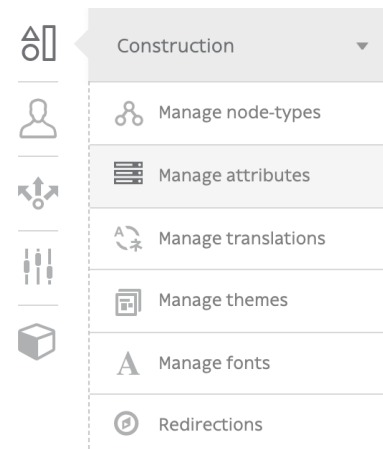 Construction
Manage node-types
Manage attributes
Manage translations
Manage themes
Manage fonts
Redirections